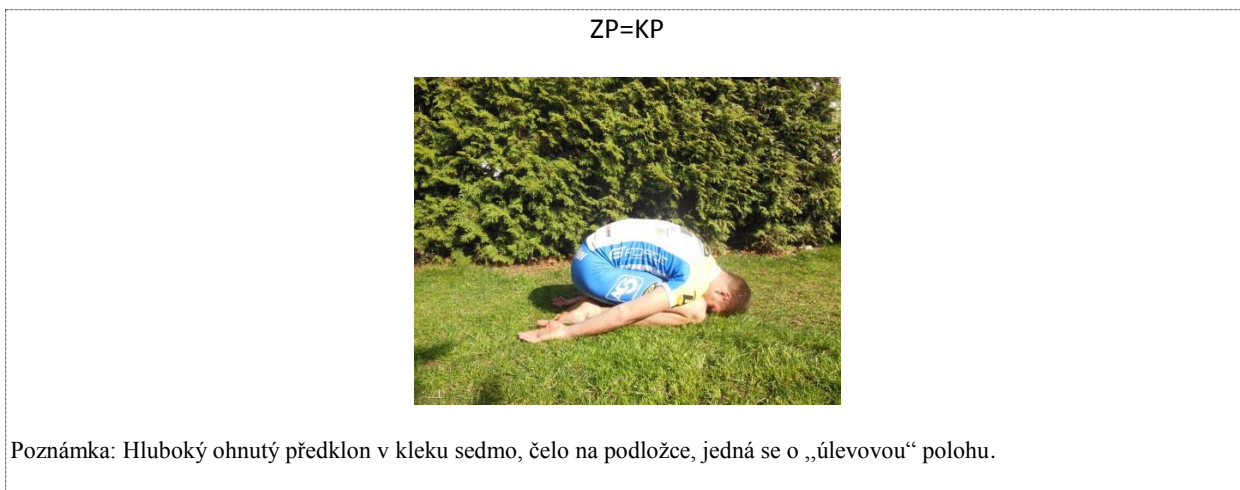 ZP=KP
Poznámka: Hluboký ohnutý předklon v kleku sedmo, čelo na podložce, jedná se o ,,úlevovou“ polohu.